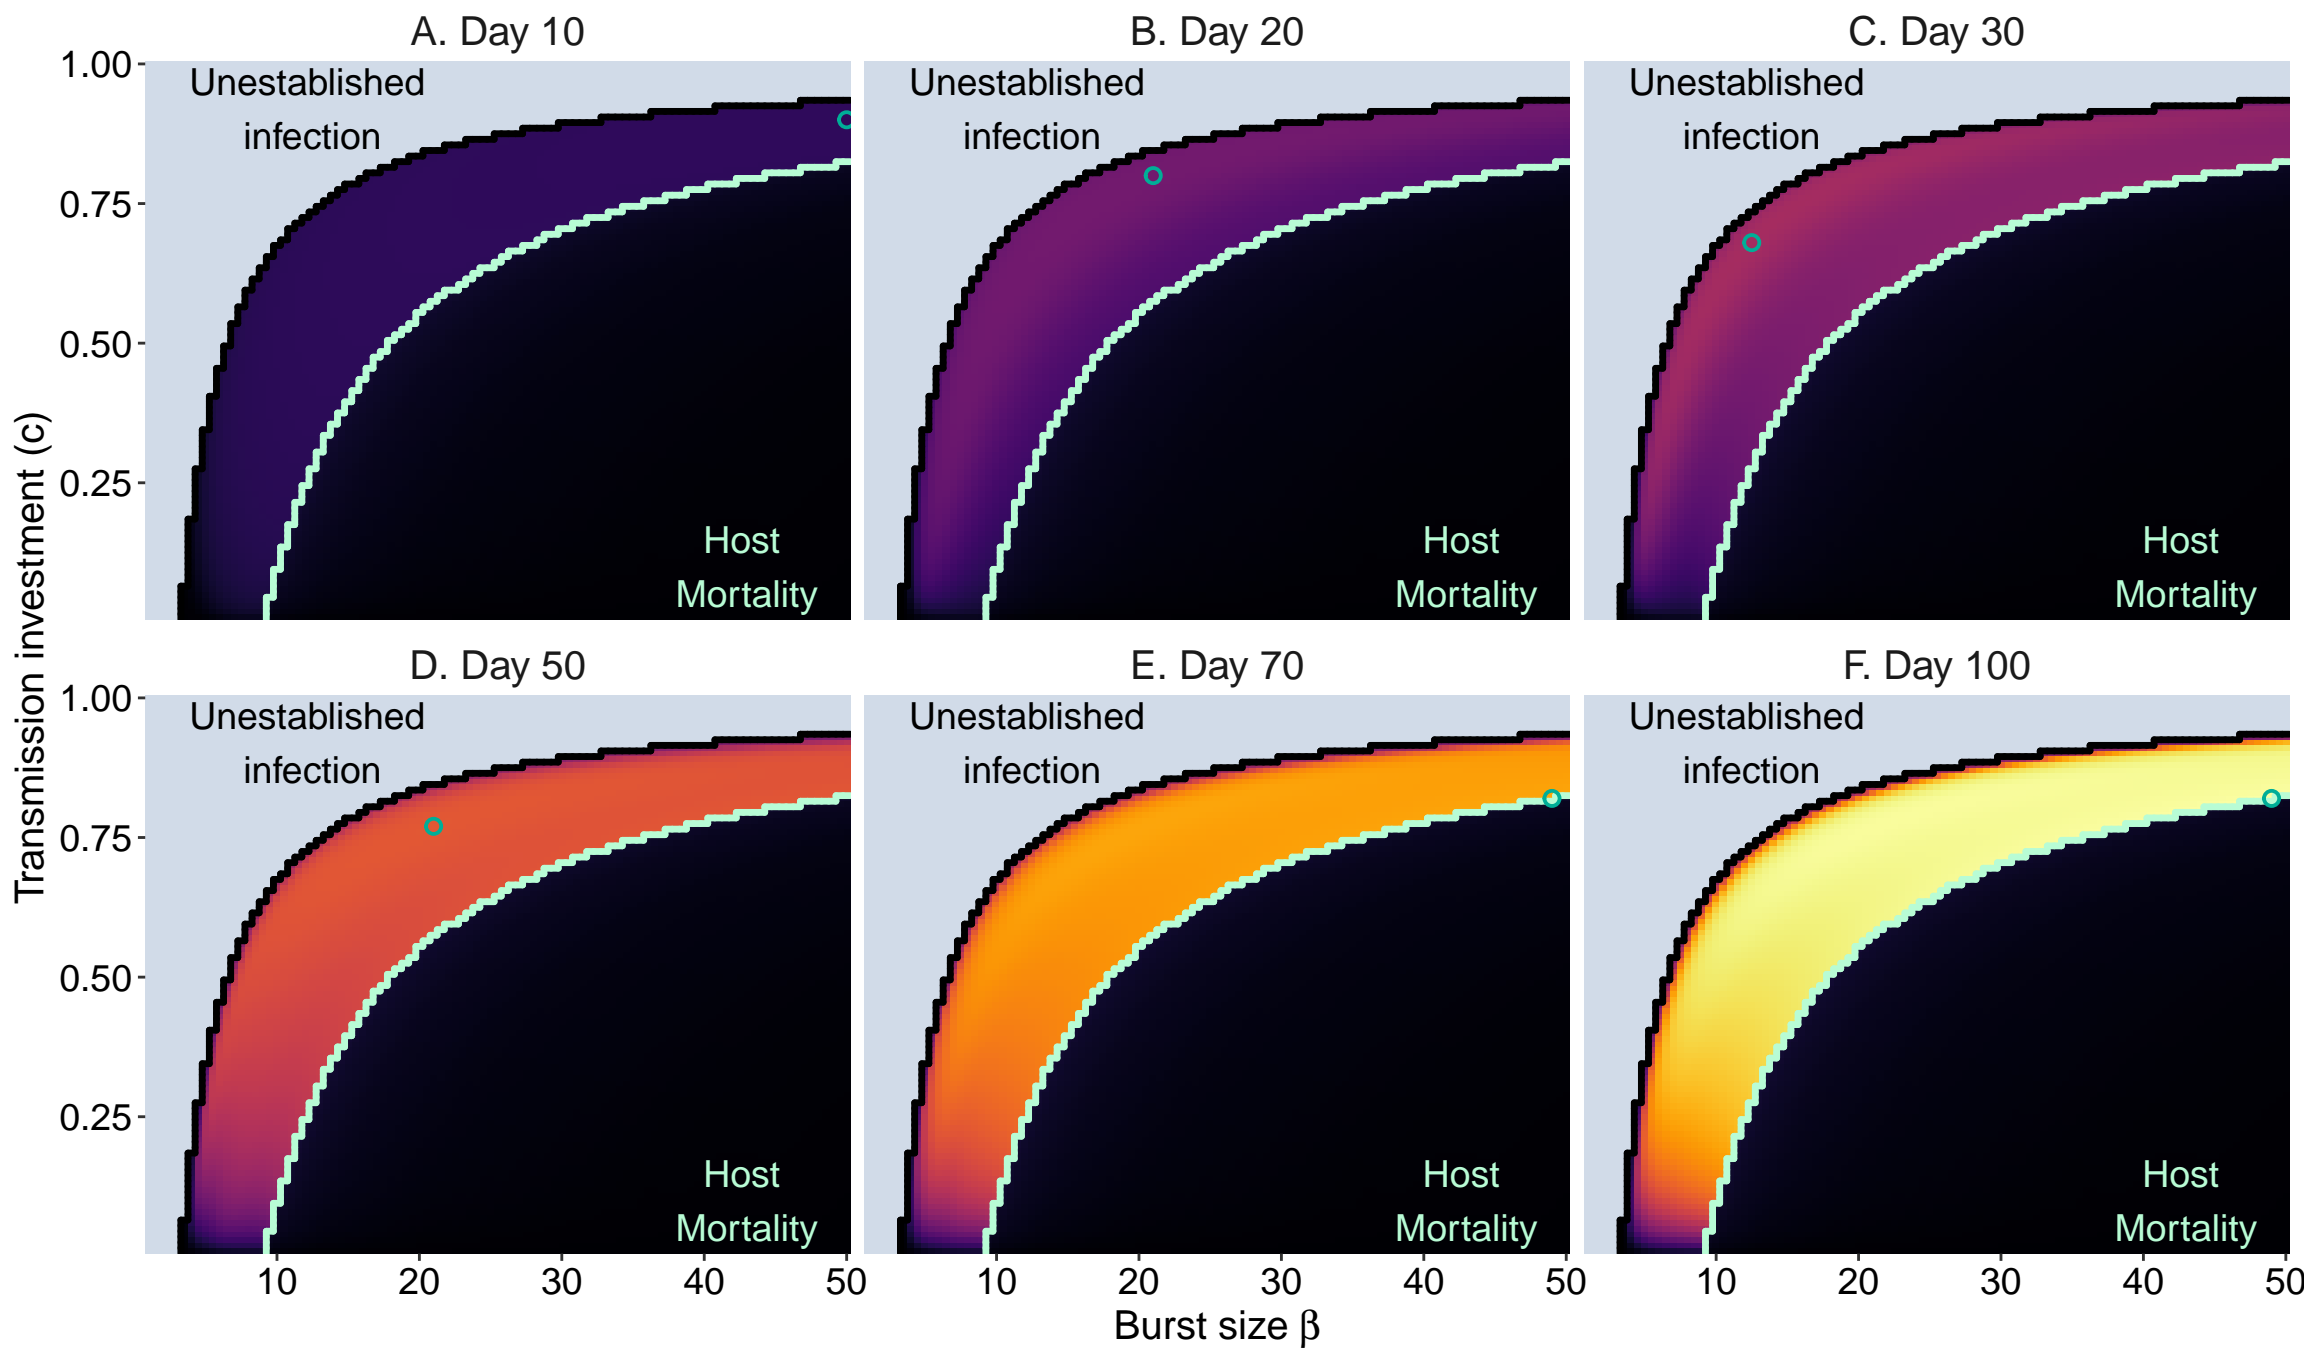 A. Day 10
B. Day 20
C. Day 30
Unestablished
infection
Unestablished
infection
Unestablished
infection
1.00
0.75
0.50
0.25
Host
Mortality
Host
Mortality
Host
Mortality
Transmission investment (c)
D. Day 50
E. Day 70
F. Day 100
Unestablished
infection
Unestablished
infection
Unestablished
infection
1.00
0.75
0.50
0.25
Host
Mortality
Host
Mortality
Host
Mortality
10 20 30 40 50
10 20 30 40 50
10 20 30 40 50
Burst size β